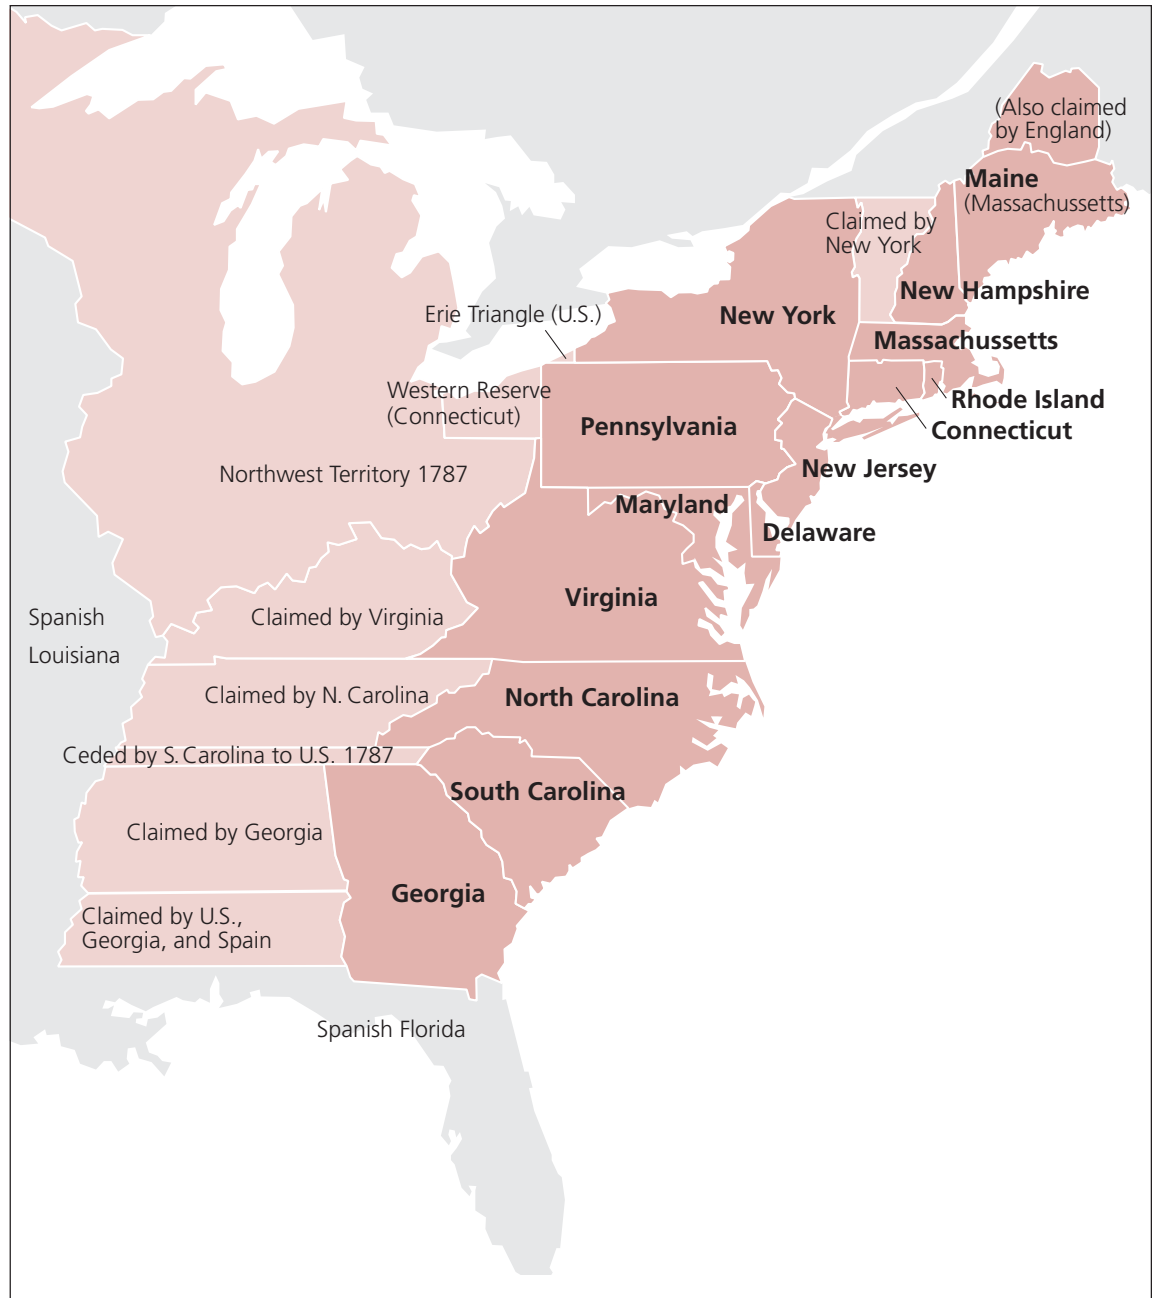 (Also claimed
by England)
Maine
(Massachussetts)
Claimed by
New York
New Hampshire
Erie Triangle (U.S.)
New York
Massachussetts
Western Reserve
(Connecticut)
Rhode Island
Pennsylvania
Connecticut
New Jersey
Northwest Territory 1787
Maryland
Delaware
Virginia
Claimed by Virginia
Spanish
Louisiana
Claimed by N. Carolina
North Carolina
Ceded by S. Carolina to U.S. 1787
South Carolina
Claimed by Georgia
Georgia
Claimed by U.S.,
Georgia, and Spain
Spanish Florida